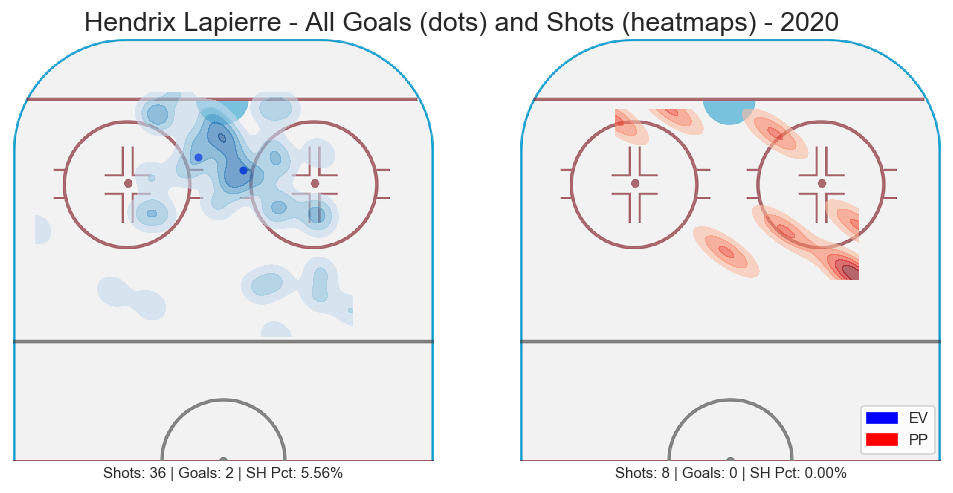 Hendrix Lapierre - All Goals (dots) and Shots (heatmaps) - 2020
EV
PP
Shots: 36 | Goals: 2 | SH Pct: 5.56%
Shots: 8 | Goals: 0 | SH Pct: 0.00%